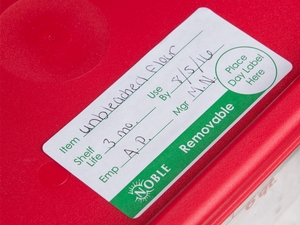 Item unbleached flour
Shelf Life 3 mo Use By 8/5/16
Emp A.P. Mgr M.N.
Place Day Label Here
NOBLE Removable